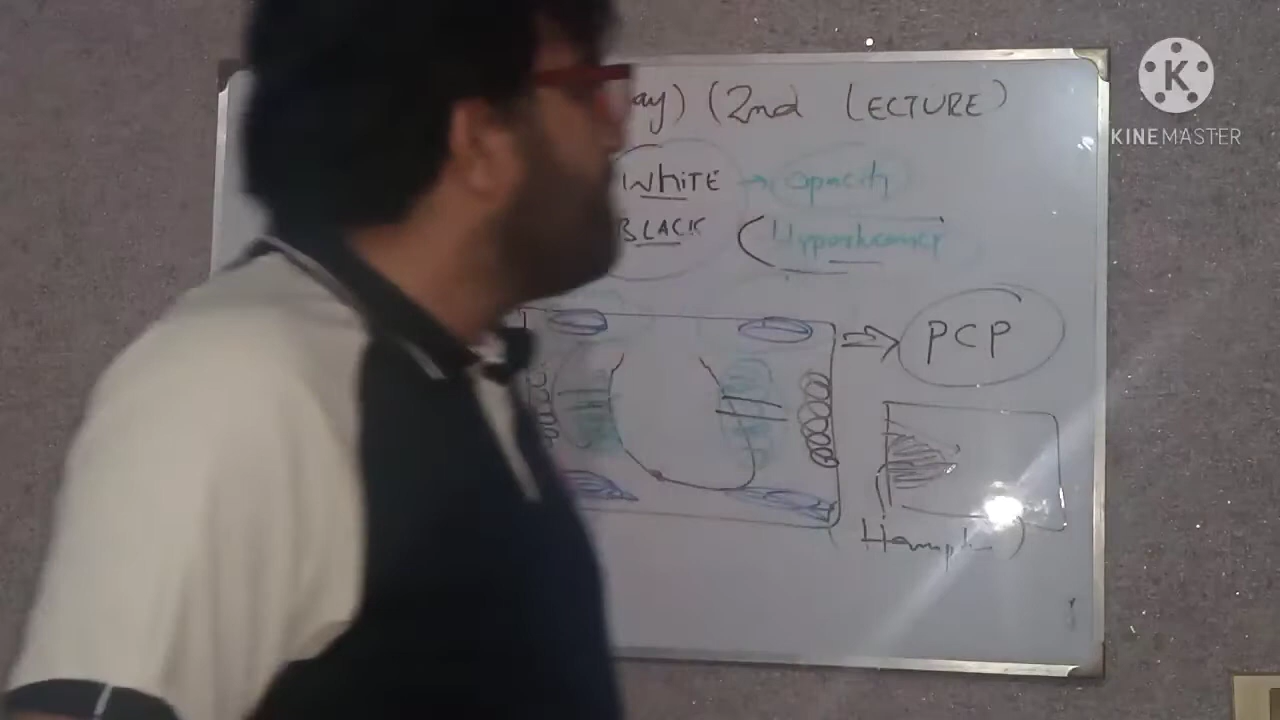 ay) (2nd LECTURE)
KINEMASTER
WHITE → Opacity
BLACK
PCP